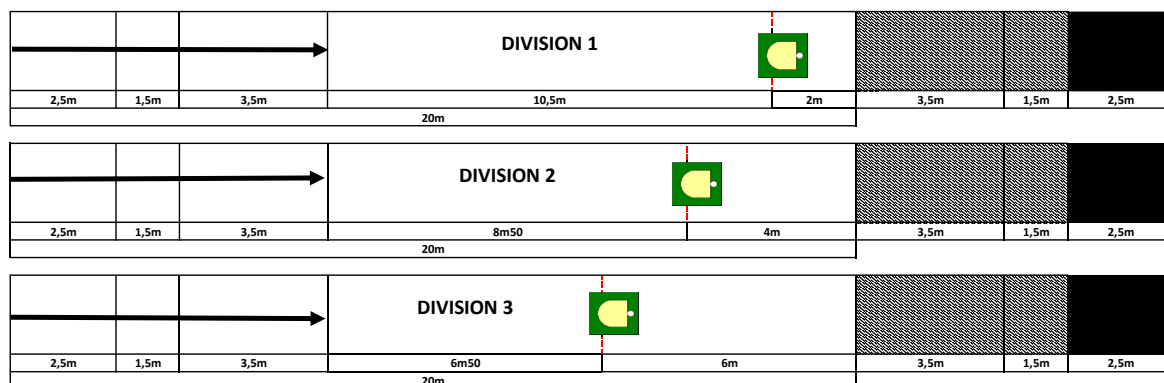 DIVISION 1
2,5m 1,5m 3,5m 10,5m 2m 3,5m 1,5m 2,5m
20m
DIVISION 2
2,5m 1,5m 3,5m 8m50 4m 3,5m 1,5m 2,5m
20m
DIVISION 3
2,5m 1,5m 3,5m 6m50 6m 3,5m 1,5m 2,5m
20m